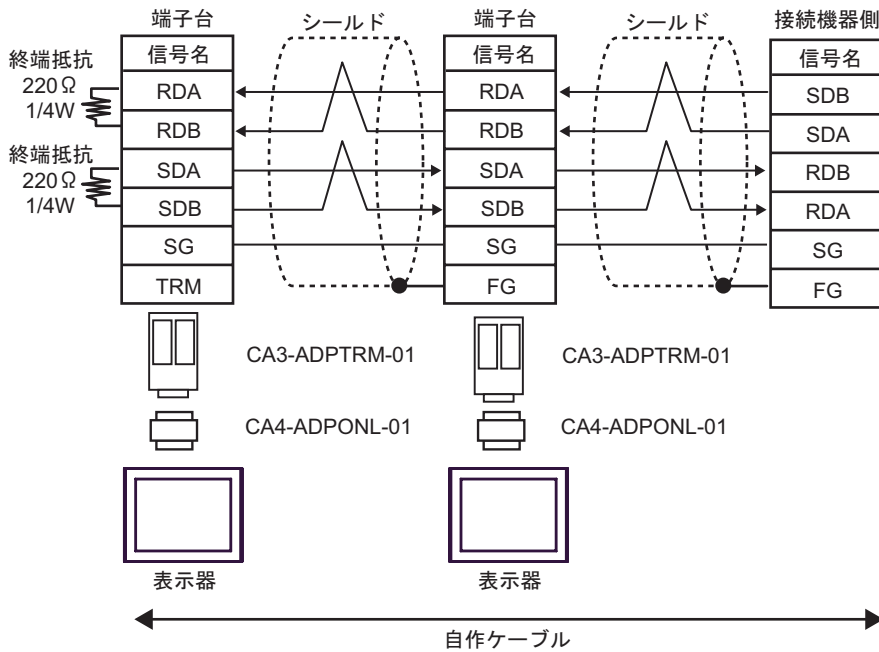 端子台
シールド
端子台
シールド
接続機器側
終端抵抗
220Ω
1/4W
終端抵抗
220Ω
1/4W
信号名
RDA
RDB
SDA
SDB
SG
TRM
信号名
RDA
RDB
SDA
SDB
SG
FG
信号名
SDB
SDA
RDB
RDA
SG
FG
CA3-ADPTRM-01
CA3-ADPTRM-01
CA4-ADPONL-01
CA4-ADPONL-01
表示器
表示器
自作ケーブル